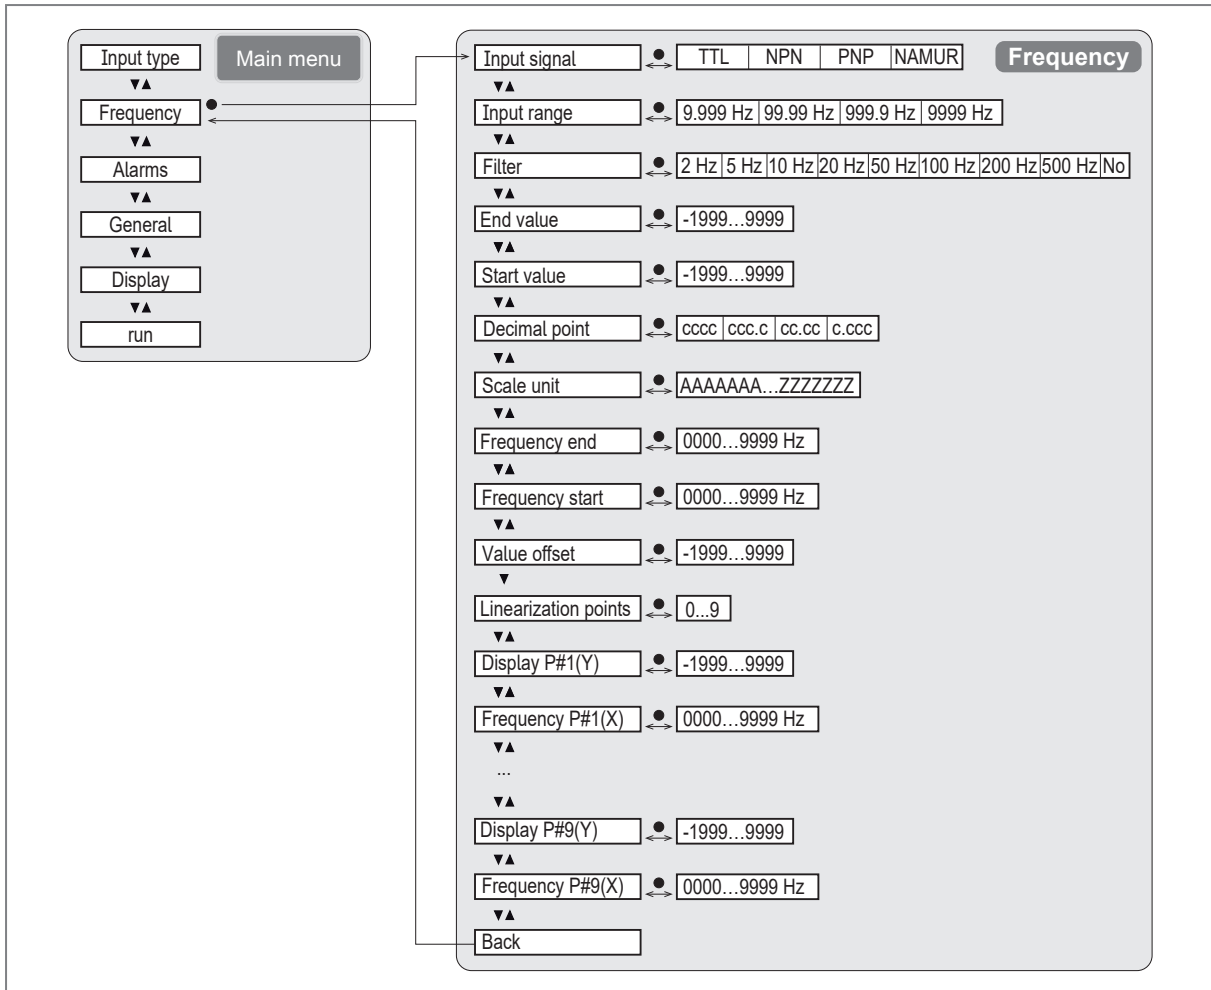 Main menu
Input type
▼▲
Frequency
▼▲
Alarms
▼▲
General
▼▲
Display
▼▲
run
Frequency
Input signal TTL NPN PNP NAMUR
▼▲
Input range 9.999 Hz 99.99 Hz 999.9 Hz 9999 Hz
▼▲
Filter 2 Hz 5 Hz 10 Hz 20 Hz 50 Hz 100 Hz 200 Hz 500 Hz No
▼▲
End value -1999…9999
▼▲
Start value -1999…9999
▼▲
Decimal point cccc ccc.c cc.cc c.ccc
▼▲
Scale unit AAAAAAA…ZZZZZZZ
▼▲
Frequency end 0000…9999 Hz
▼▲
Frequency start 0000…9999 Hz
▼▲
Value offset -1999…9999
▼
Linearization points 0...9
▼▲
Display P#1(Y) -1999…9999
▼▲
Frequency P#1(X) 0000…9999 Hz
▼▲
...
▼▲
Display P#9(Y) -1999…9999
▼▲
Frequency P#9(X) 0000…9999 Hz
▼▲
Back